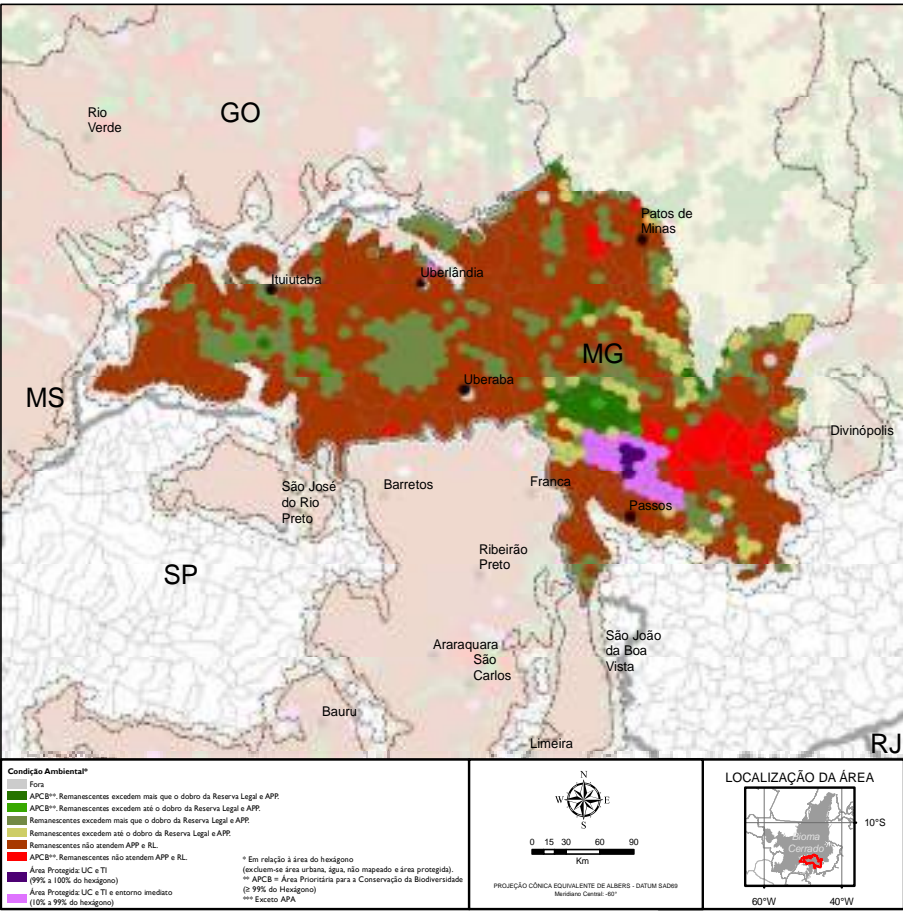 GO
Rio
Verde
Patos de
Minas
Ituiutaba
Uberlândia
MG
MS
Uberaba
Divinópolis
São José
do Rio
Preto
Barretos
Franca
Passos
SP
Ribeirão
Preto
Araraquara
São
Carlos
São João
da Boa
Vista
Bauru
Limeira
RJ
Condição Ambiental*
Fora
APCB**. Remanescentes excedem mais que o dobro da Reserva Legal e APP.
APCB**. Remanescentes excedem até o dobro da Reserva Legal e APP.
Remanescentes excedem mais que o dobro da Reserva Legal e APP.
Remanescentes excedem até o dobro da Reserva Legal e APP.
Remanescentes não atendem APP e RL.
APCB**. Remanescentes não atendem APP e RL.
Área Protegida: UC e TI
(99% a 100% do hexágono)
Área Protegida: UC e TI e entorno imediato
(10% a 99% do hexágono)
* Em relação à área do hexágono
(excluem-se área urbana, água, não mapeado e área protegida).
** APCB = Área Prioritária para a Conservação da Biodiversidade
(≥ 99% do Hexágono)
*** Exceto APA
N
W E
S
0 15 30 60 90
Km
PROJEÇÃO CÔNICA EQUIVALENTE DE ALBERS - DATUM SAD69
Meridiano Central: -60°
LOCALIZAÇÃO DA ÁREA
Bioma
Cerrado
10°S
60°W 40°W